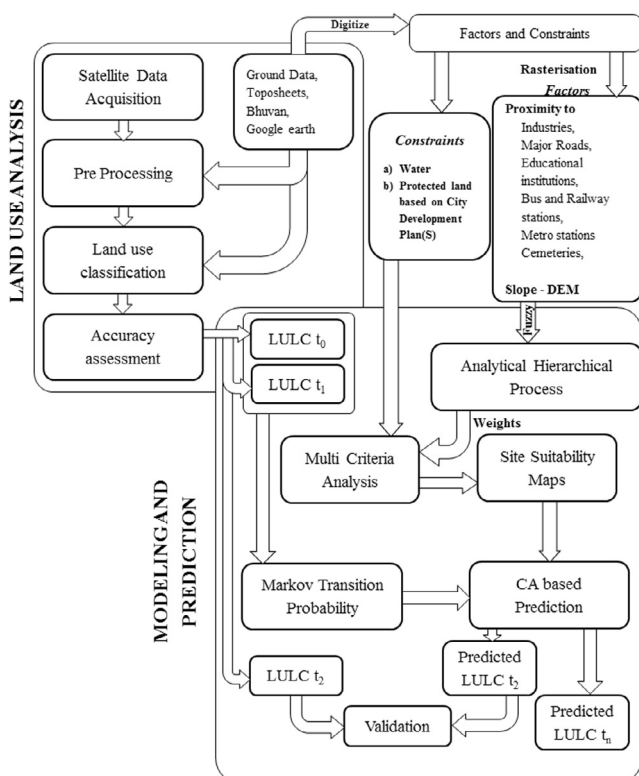 Digitize
Factors and Constraints
Rasterisation
Factors
LAND USE ANALYSIS
Satellite Data
Acquisition
Ground Data,
Toposheets,
Bhuvan,
Google earth
Pre Processing
Land use
classification
Accuracy
assessment
Constraints
a) Water
b) Protected land
based on City
Development
Plan(S)
Proximity to
Industries,
Major Roads,
Educational
institutions,
Bus and Railway
stations,
Metro stations
Cemeteries,
Slope - DEM
Fuzzy
MODELING AND
PREDICTION
LULC t0
LULC t1
Analytical Hierarchical
Process
Weights
Multi Criteria
Analysis
Site Suitability
Maps
Markov Transition
Probability
CA based
Prediction
LULC t2
Predicted
LULC t2
Validation
Predicted
LULC tn